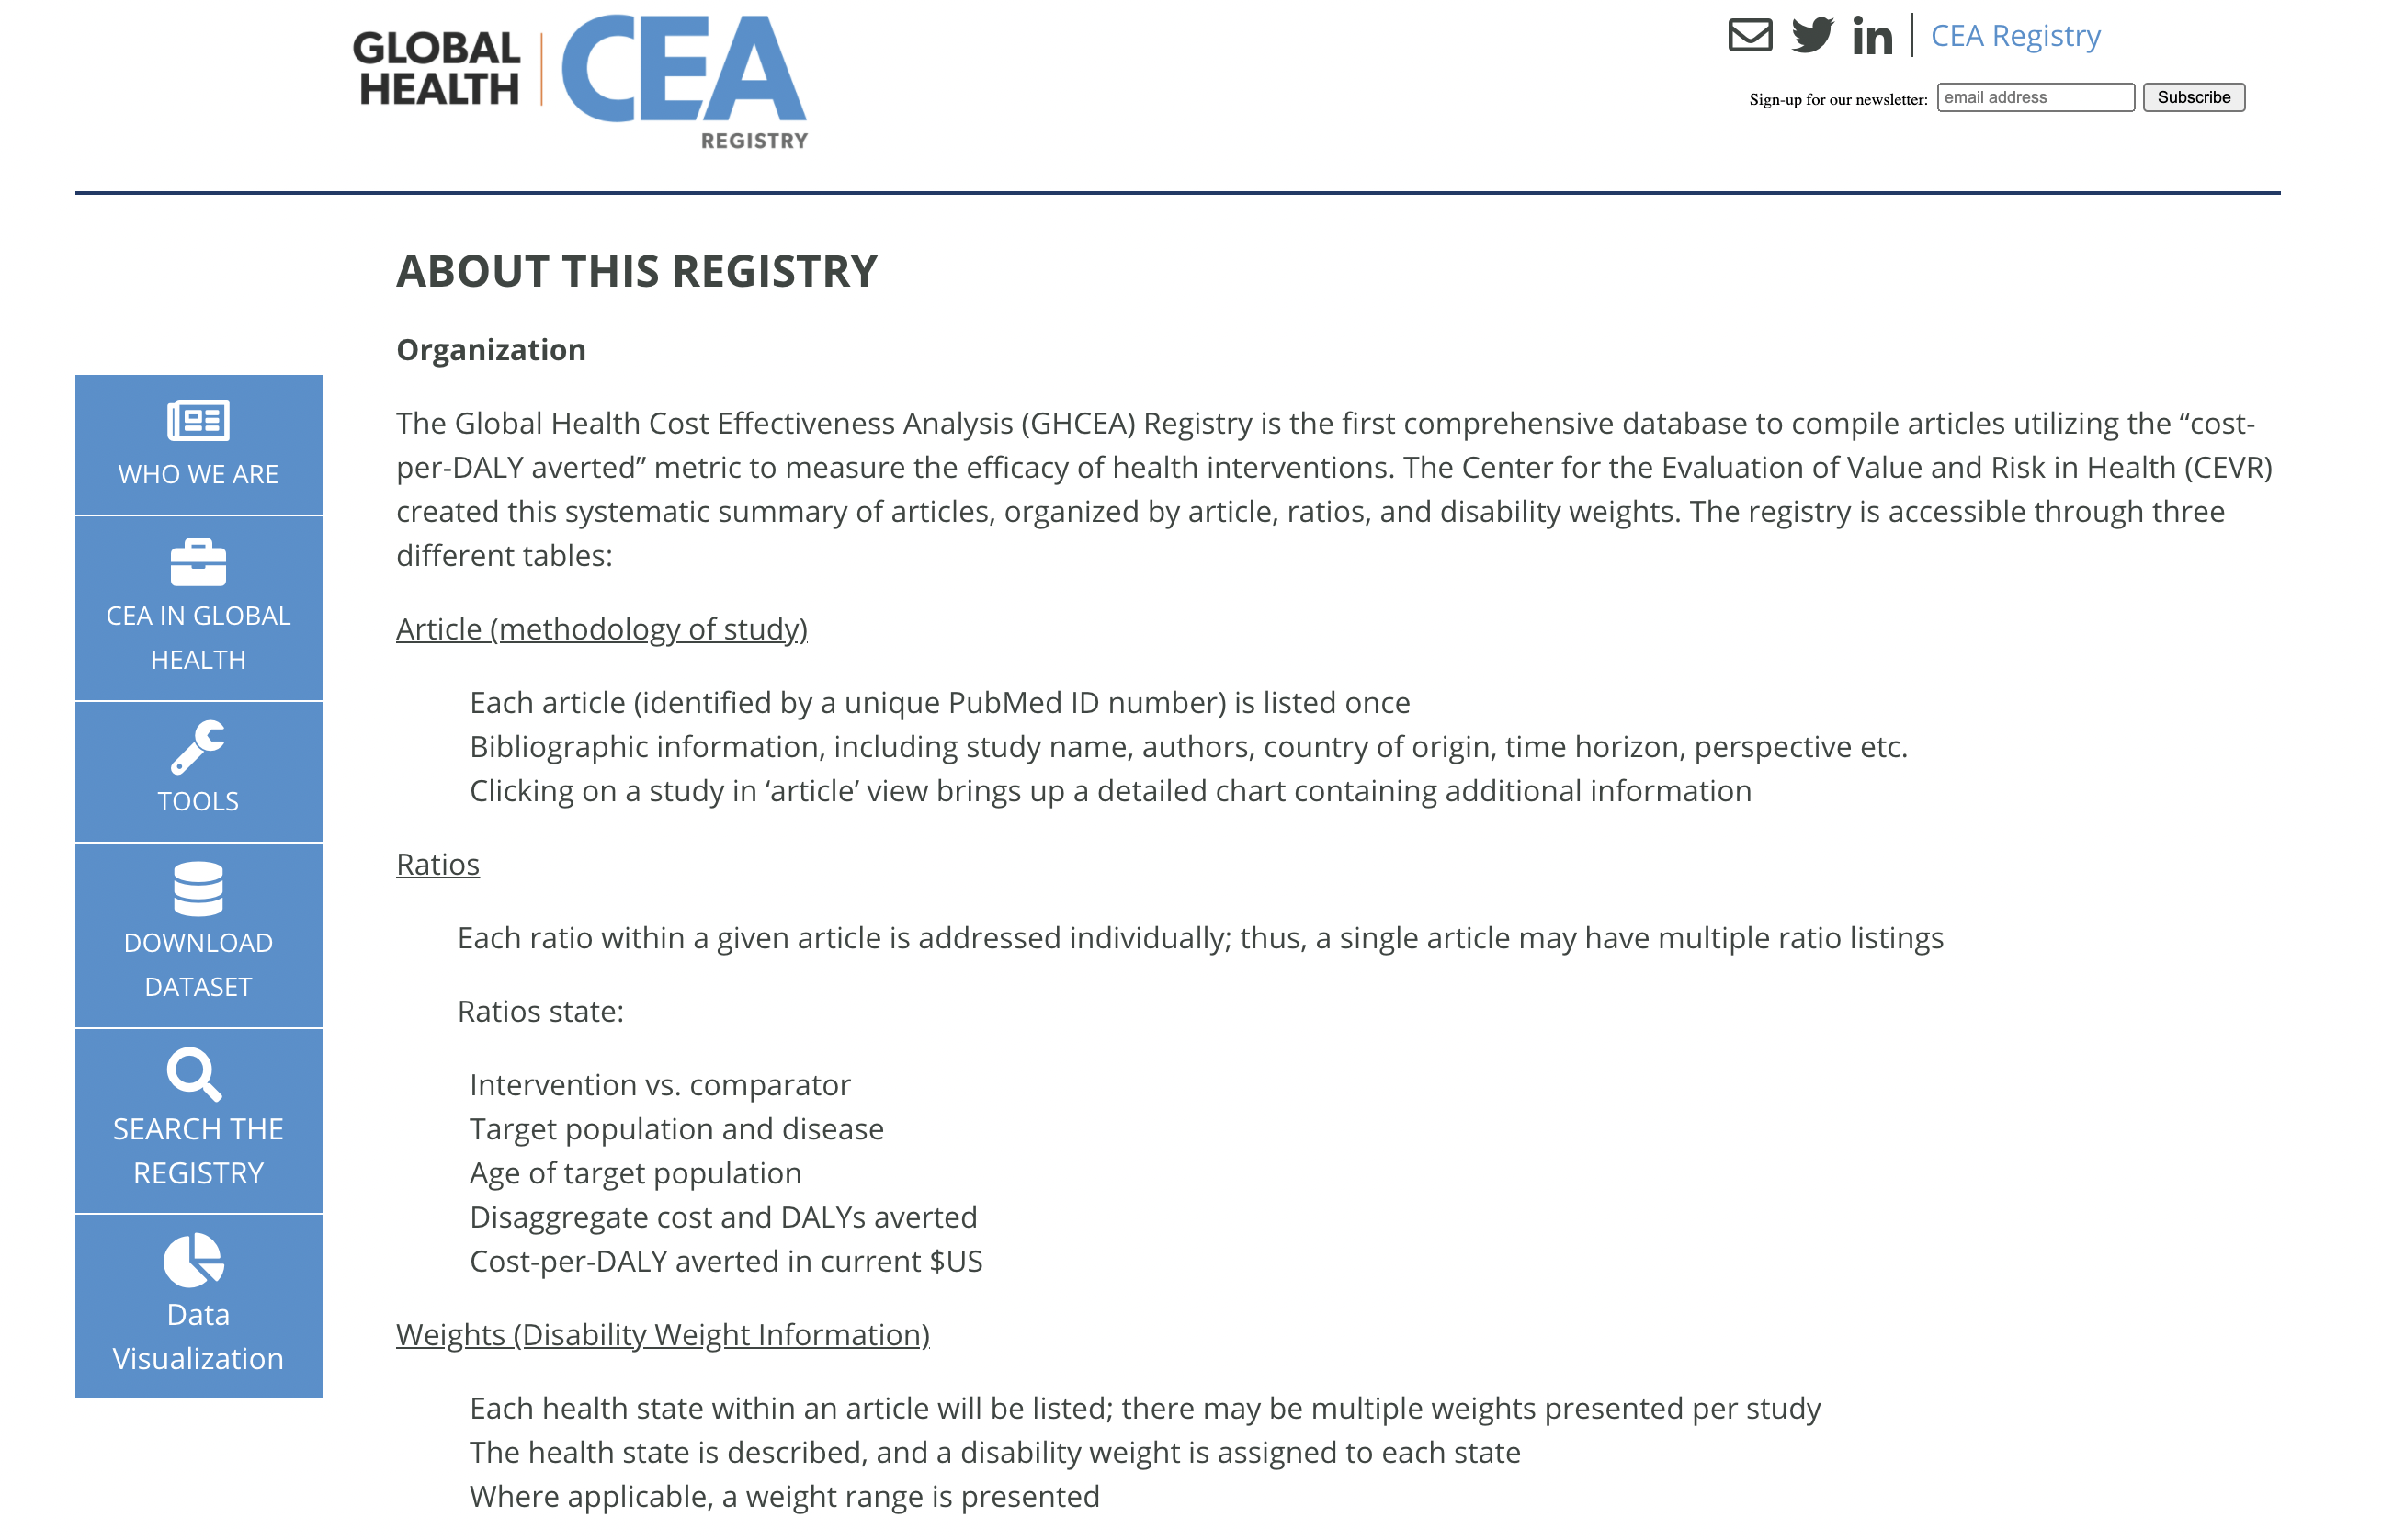 GLOBAL
HEALTH
CEA
REGISTRY
CEA Registry
Sign-up for our newsletter: email address Subscribe
ABOUT THIS REGISTRY
Organization
The Global Health Cost Effectiveness Analysis (GHCEA) Registry is the first comprehensive database to compile articles utilizing the “cost-
per-DALY averted” metric to measure the efficacy of health interventions. The Center for the Evaluation of Value and Risk in Health (CEVR)
created this systematic summary of articles, organized by article, ratios, and disability weights. The registry is accessible through three
different tables:
Article (methodology of study)
Each article (identified by a unique PubMed ID number) is listed once
Bibliographic information, including study name, authors, country of origin, time horizon, perspective etc.
Clicking on a study in ‘article’ view brings up a detailed chart containing additional information
Ratios
Each ratio within a given article is addressed individually; thus, a single article may have multiple ratio listings
Ratios state:
Intervention vs. comparator
Target population and disease
Age of target population
Disaggregate cost and DALYs averted
Cost-per-DALY averted in current $US
Weights (Disability Weight Information)
Each health state within an article will be listed; there may be multiple weights presented per study
The health state is described, and a disability weight is assigned to each state
Where applicable, a weight range is presented
WHO WE ARE
CEA IN GLOBAL
HEALTH
TOOLS
DOWNLOAD
DATASET
SEARCH THE
REGISTRY
Data
Visualization